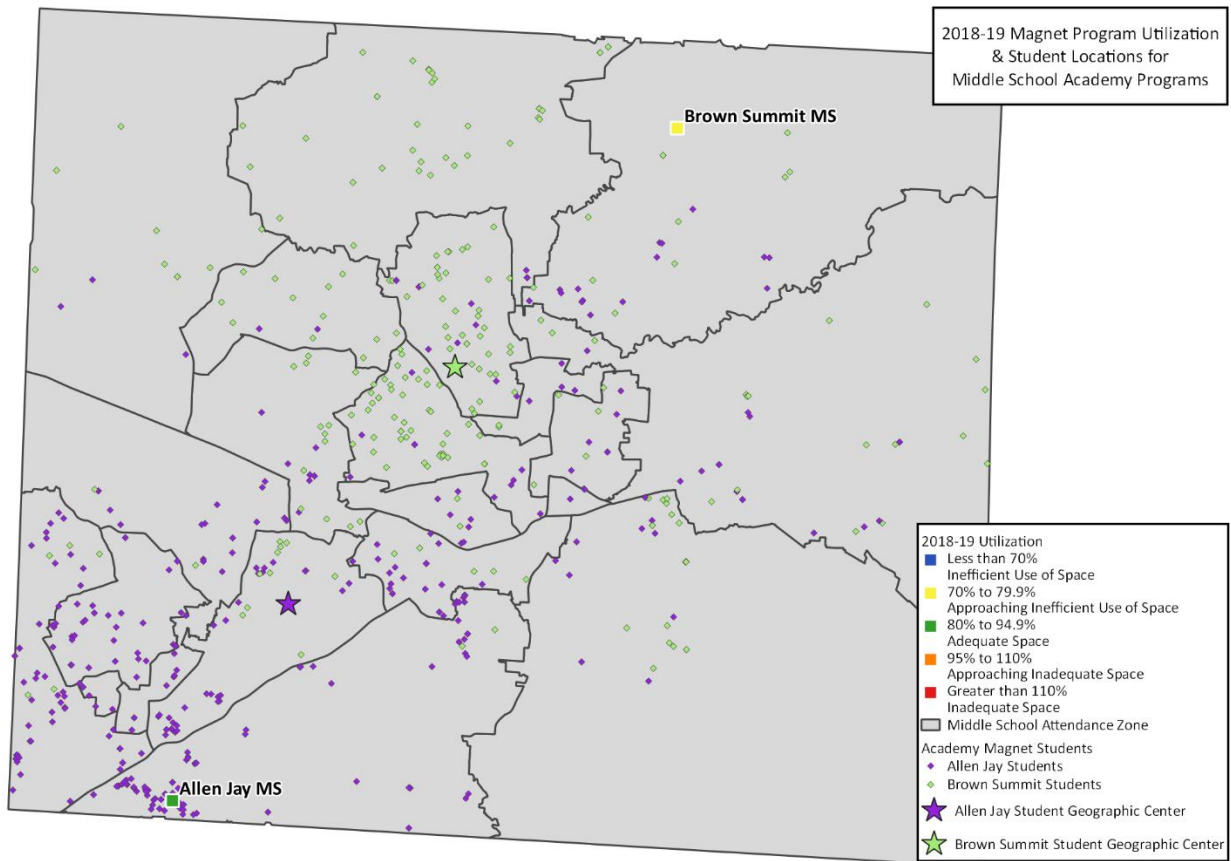 2018-19 Magnet Program Utilization
& Student Locations for
Middle School Academy Programs
Brown Summit MS
Allen Jay MS
2018-19 Utilization
Less than 70%
Inefficient Use of Space
70% to 79.9%
Approaching Inefficient Use of Space
80% to 94.9%
Adequate Space
95% to 110%
Approaching Inadequate Space
Greater than 110%
Inadequate Space
Middle School Attendance Zone
Academy Magnet Students
Allen Jay Students
Brown Summit Students
Allen Jay Student Geographic Center
Brown Summit Student Geographic Center